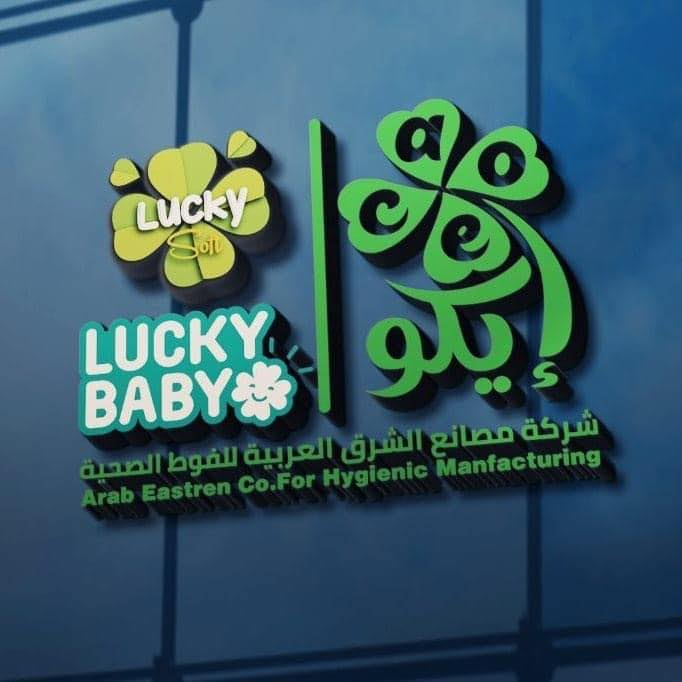 Lucky
Soft
LUCKY
BABY
a o
e c
إيكو
شركة مصانع الشرق العربية للفوط الصحية
Arab Eastren Co.For Hygienic Manfacturing